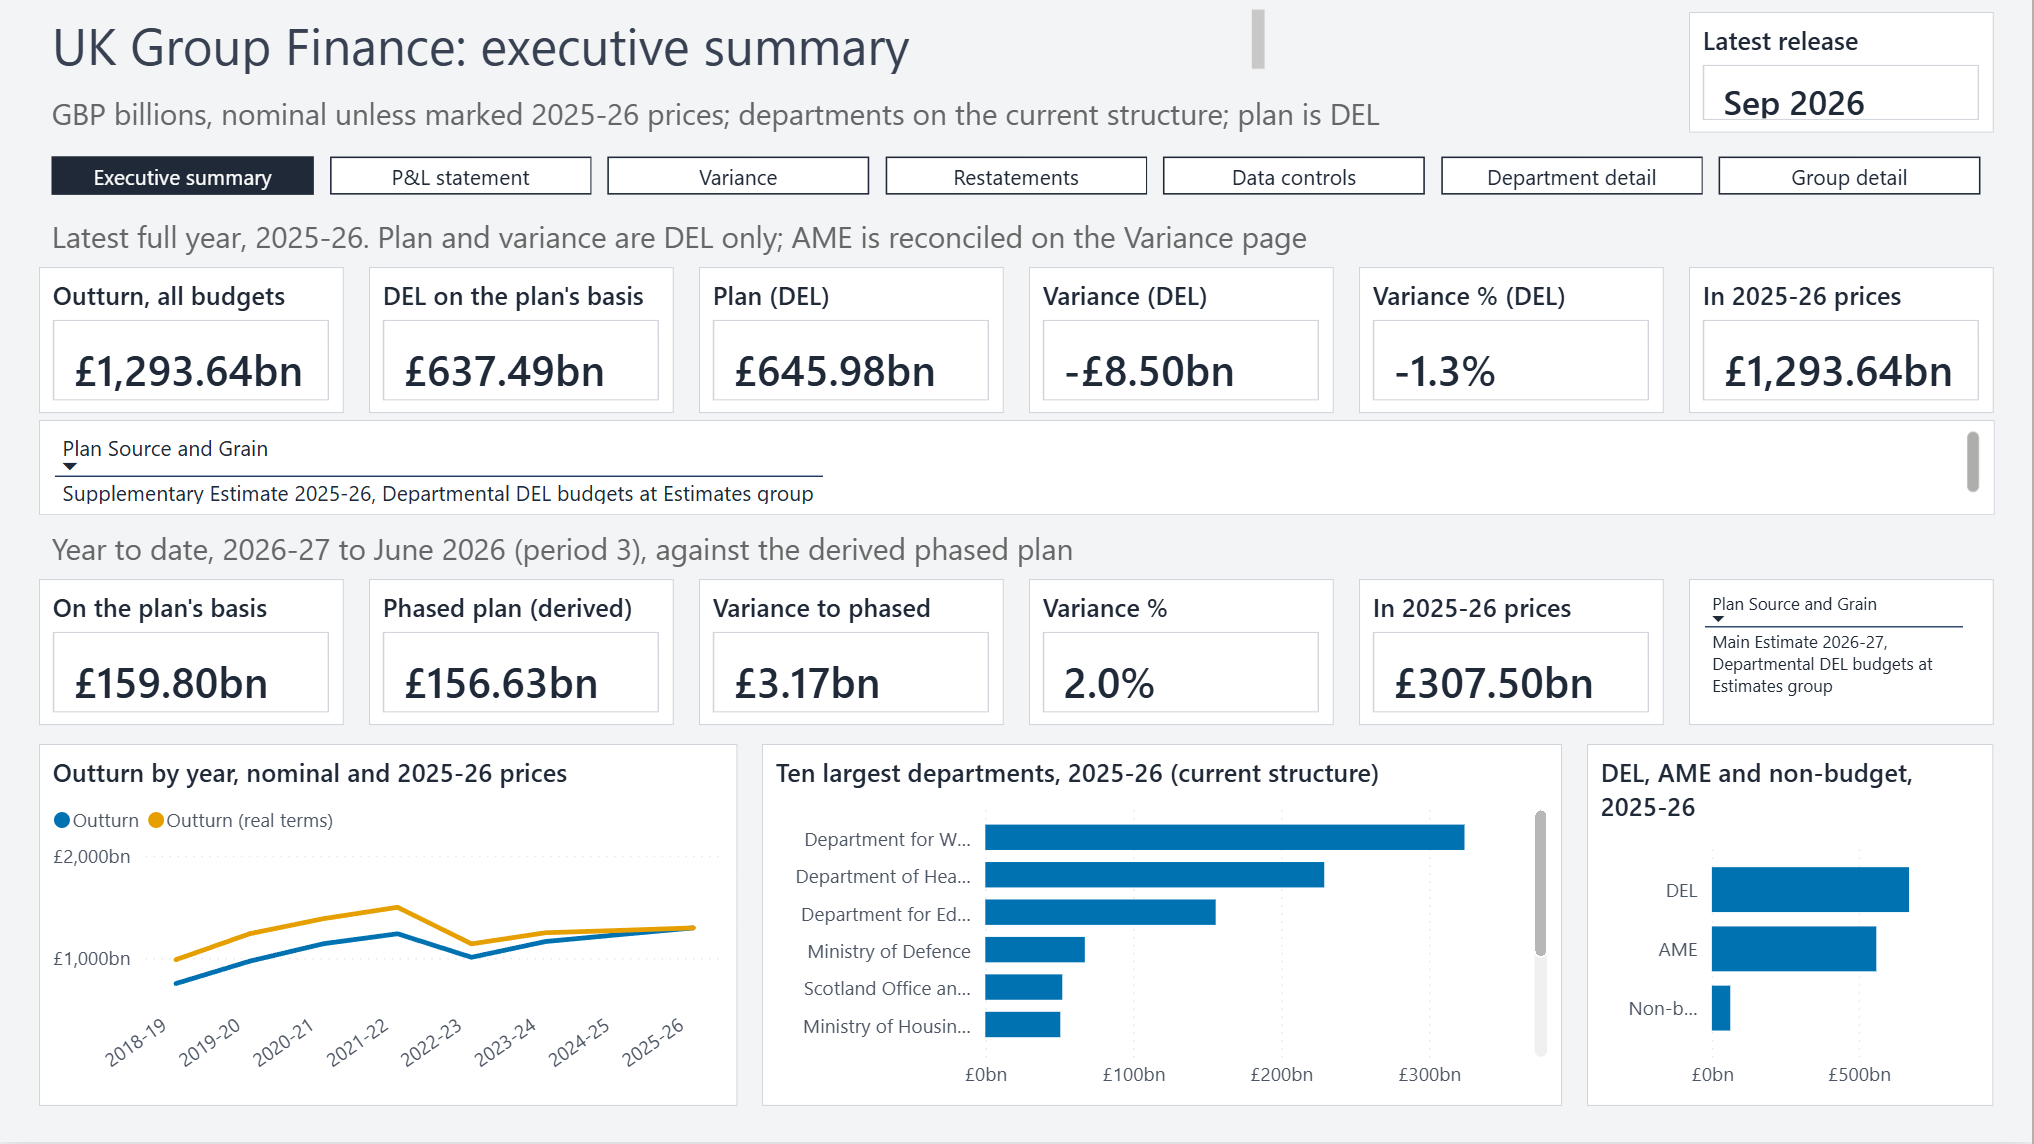 UK Group Finance: executive summary
Latest release
Sep 2026
GBP billions, nominal unless marked 2025-26 prices; departments on the current structure; plan is DEL
Executive summary
P&L statement
Variance
Restatements
Data controls
Department detail
Group detail
Latest full year, 2025-26. Plan and variance are DEL only; AME is reconciled on the Variance page
Outturn, all budgets
£1,293.64bn
DEL on the plan's basis
£637.49bn
Plan (DEL)
£645.98bn
Variance (DEL)
-£8.50bn
Variance % (DEL)
-1.3%
In 2025-26 prices
£1,293.64bn
Plan Source and Grain
Supplementary Estimate 2025-26, Departmental DEL budgets at Estimates group
Year to date, 2026-27 to June 2026 (period 3), against the derived phased plan
On the plan's basis
£159.80bn
Phased plan (derived)
£156.63bn
Variance to phased
£3.17bn
Variance %
2.0%
In 2025-26 prices
£307.50bn
Plan Source and Grain
Main Estimate 2026-27,
Departmental DEL budgets at
Estimates group
Outturn by year, nominal and 2025-26 prices
Outturn
Outturn (real terms)
£2,000bn
£1,000bn
2018-19
2019-20
2020-21
2021-22
2022-23
2023-24
2024-25
2025-26
Ten largest departments, 2025-26 (current structure)
Department for W...
Department of Hea...
Department for Ed...
Ministry of Defence
Scotland Office an...
Ministry of Housin...
£0bn
£100bn
£200bn
£300bn
DEL, AME and non-budget,
2025-26
DEL
AME
Non-b...
£0bn
£500bn